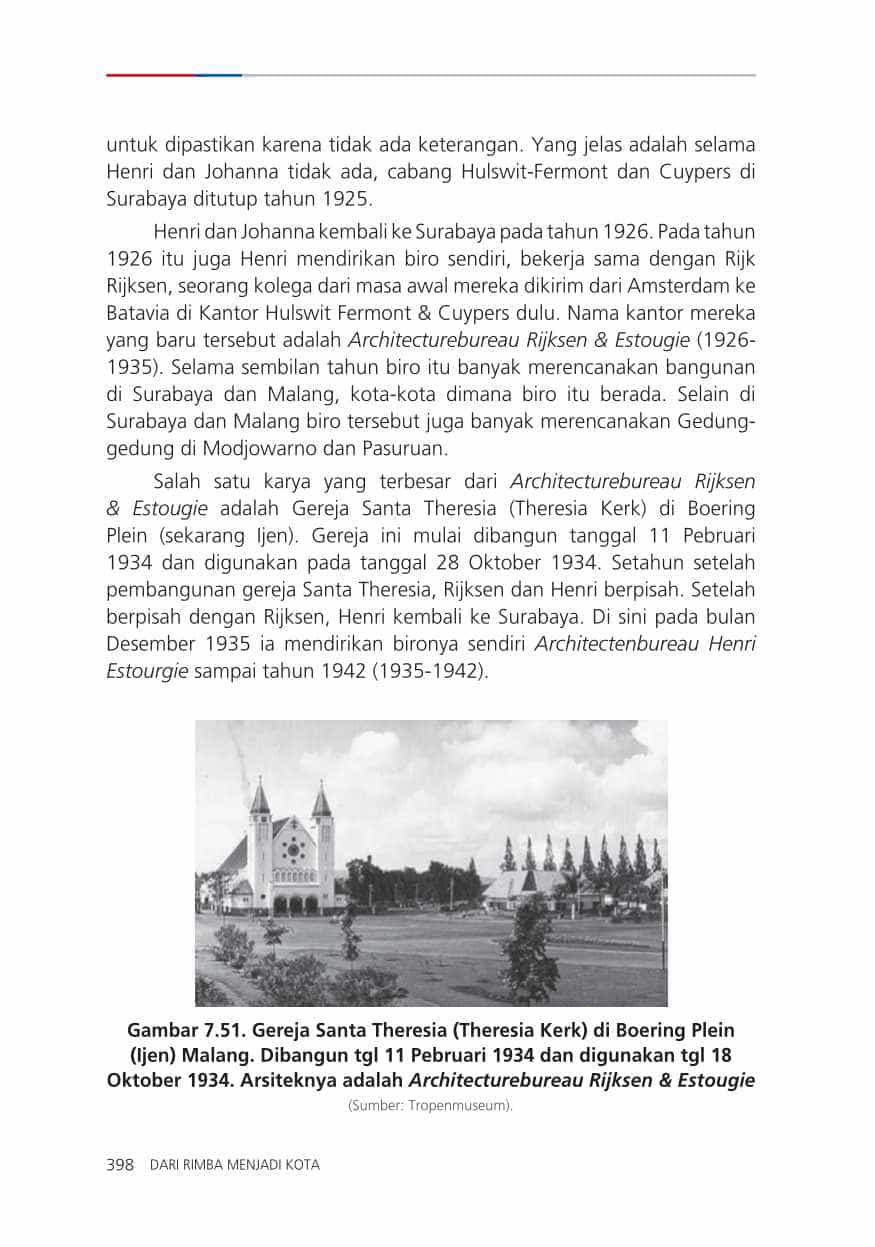 untuk dipastikan karena tidak ada keterangan. Yang jelas adalah selama
Henri dan Johanna tidak ada, cabang Hulswit-Fermont dan Cuypers di
Surabaya ditutup tahun 1925.
Henri dan Johanna kembali ke Surabaya pada tahun 1926. Pada tahun
1926 itu juga Henri mendirikan biro sendiri, bekerja sama dengan Rijk
Rijksen, seorang kolega dari masa awal mereka dikirim dari Amsterdam ke
Batavia di Kantor Hulswit Fermont & Cuypers dulu. Nama kantor mereka
yang baru tersebut adalah Architecturebureau Rijksen & Estougie (1926-
1935). Selama sembilan tahun biro itu banyak merencanakan bangunan
di Surabaya dan Malang, kota-kota dimana biro itu berada. Selain di
Surabaya dan Malang biro tersebut juga banyak merencanakan Gedung-
gedung di Modjowarno dan Pasuruan.
Salah satu karya yang terbesar dari Architecturebureau Rijksen
& Estougie adalah Gereja Santa Theresia (Theresia Kerk) di Boering
Plein (sekarang Ijen). Gereja ini mulai dibangun tanggal 11 Pebruari
1934 dan digunakan pada tanggal 28 Oktober 1934. Setahun setelah
pembangunan gereja Santa Theresia, Rijksen dan Henri berpisah. Setelah
berpisah dengan Rijksen, Henri kembali ke Surabaya. Di sini pada bulan
Desember 1935 ia mendirikan bironya sendiri Architectenbureau Henri
Estourgie sampai tahun 1942 (1935-1942).
Gambar 7.51. Gereja Santa Theresia (Theresia Kerk) di Boering Plein
(Ijen) Malang. Dibangun tgl 11 Pebruari 1934 dan digunakan tgl 18
Oktober 1934. Arsiteknya adalah Architecturebureau Rijksen & Estougie
(Sumber: Tropenmuseum).
398 DARI RIMBA MENJADI KOTA